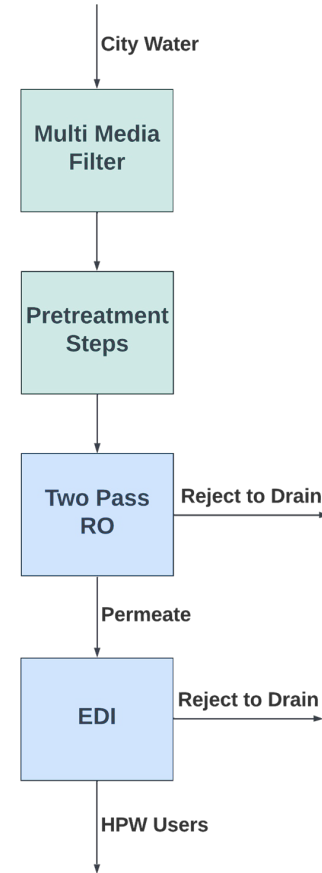 City Water
Multi Media
Filter
Pretreatment
Steps
Two Pass
RO
Reject to Drain
Permeate
EDI
Reject to Drain
HPW Users